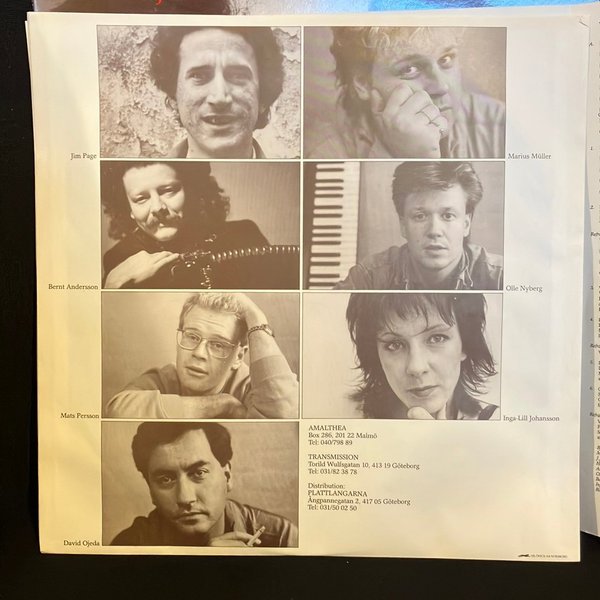 Jim Page
Marius Müller
Bernt Andersson
Olle Nyberg
Mats Persson
Inga-Lill Johansson
David Ojeda
AMALTHEA
Box 286, 201 22 Malmö
Tel: 040/798 89
TRANSMISSION
Torild Wulfsgatan 10, 413 19 Göteborg
Tel: 031/82 38 78
Distribution:
PLATTLANGARNA
Ångpannegatan 2, 417 05 Göteborg
Tel: 031/50 02 50